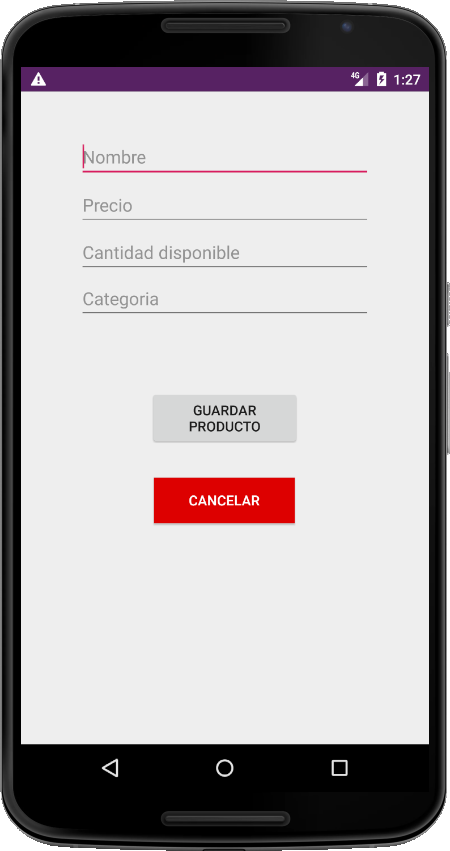 4G 1:27
Nombre
Precio
Cantidad disponible
Categoria
GUARDAR
PRODUCTO
CANCELAR